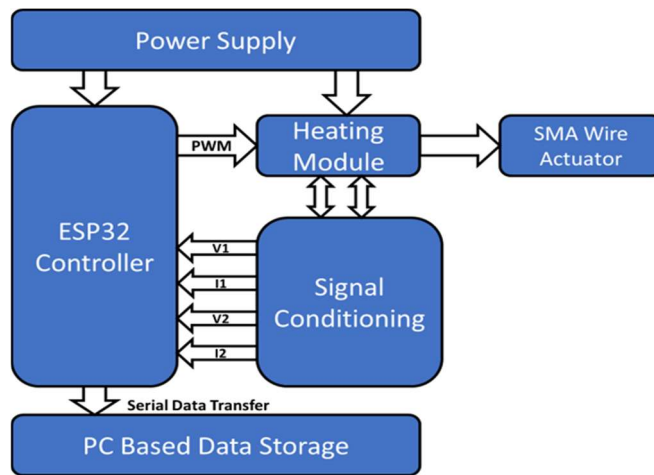 Power Supply
PWM
Heating
Module
SMA Wire
Actuator
ESP32
Controller
V1
I1
V2
I2
Signal
Conditioning
Serial Data Transfer
PC Based Data Storage